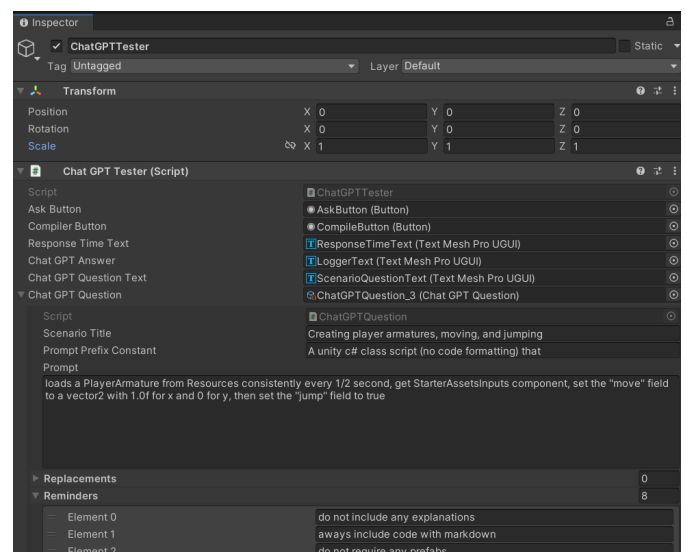 Inspector
ChatGPTTester Static
Tag Untagged Layer Default
Transform
Position X 0 Y 0 Z 0
Rotation X 0 Y 0 Z 0
Scale X 1 Y 1 Z 1
# Chat GPT Tester (Script)
Script ChatGPTTester
Ask Button AskButton (Button)
Compiler Button CompileButton (Button)
Response Time Text ResponseTimeText (Text Mesh Pro UGUI)
Chat GPT Answer LoggerText (Text Mesh Pro UGUI)
Chat GPT Question Text ScenarioQuestionText (Text Mesh Pro UGUI)
Chat GPT Question ChatGPTQuestion_3 (Chat GPT Question)
Script ChatGPTQuestion
Scenario Title Creating player armatures, moving, and jumping
Prompt Prefix Constant A unity c# class script (no code formatting) that
Prompt
loads a PlayerArmature from Resources consistently every 1/2 second, get StarterAssetsInputs component, set the "move" field
to a vector2 with 1.0f for x and 0 for y, then set the "jump" field to true
Replacements 0
Reminders 8
Element 0 do not include any explanations
Element 1 aways include code with markdown
Element 2 do not require any prefabs